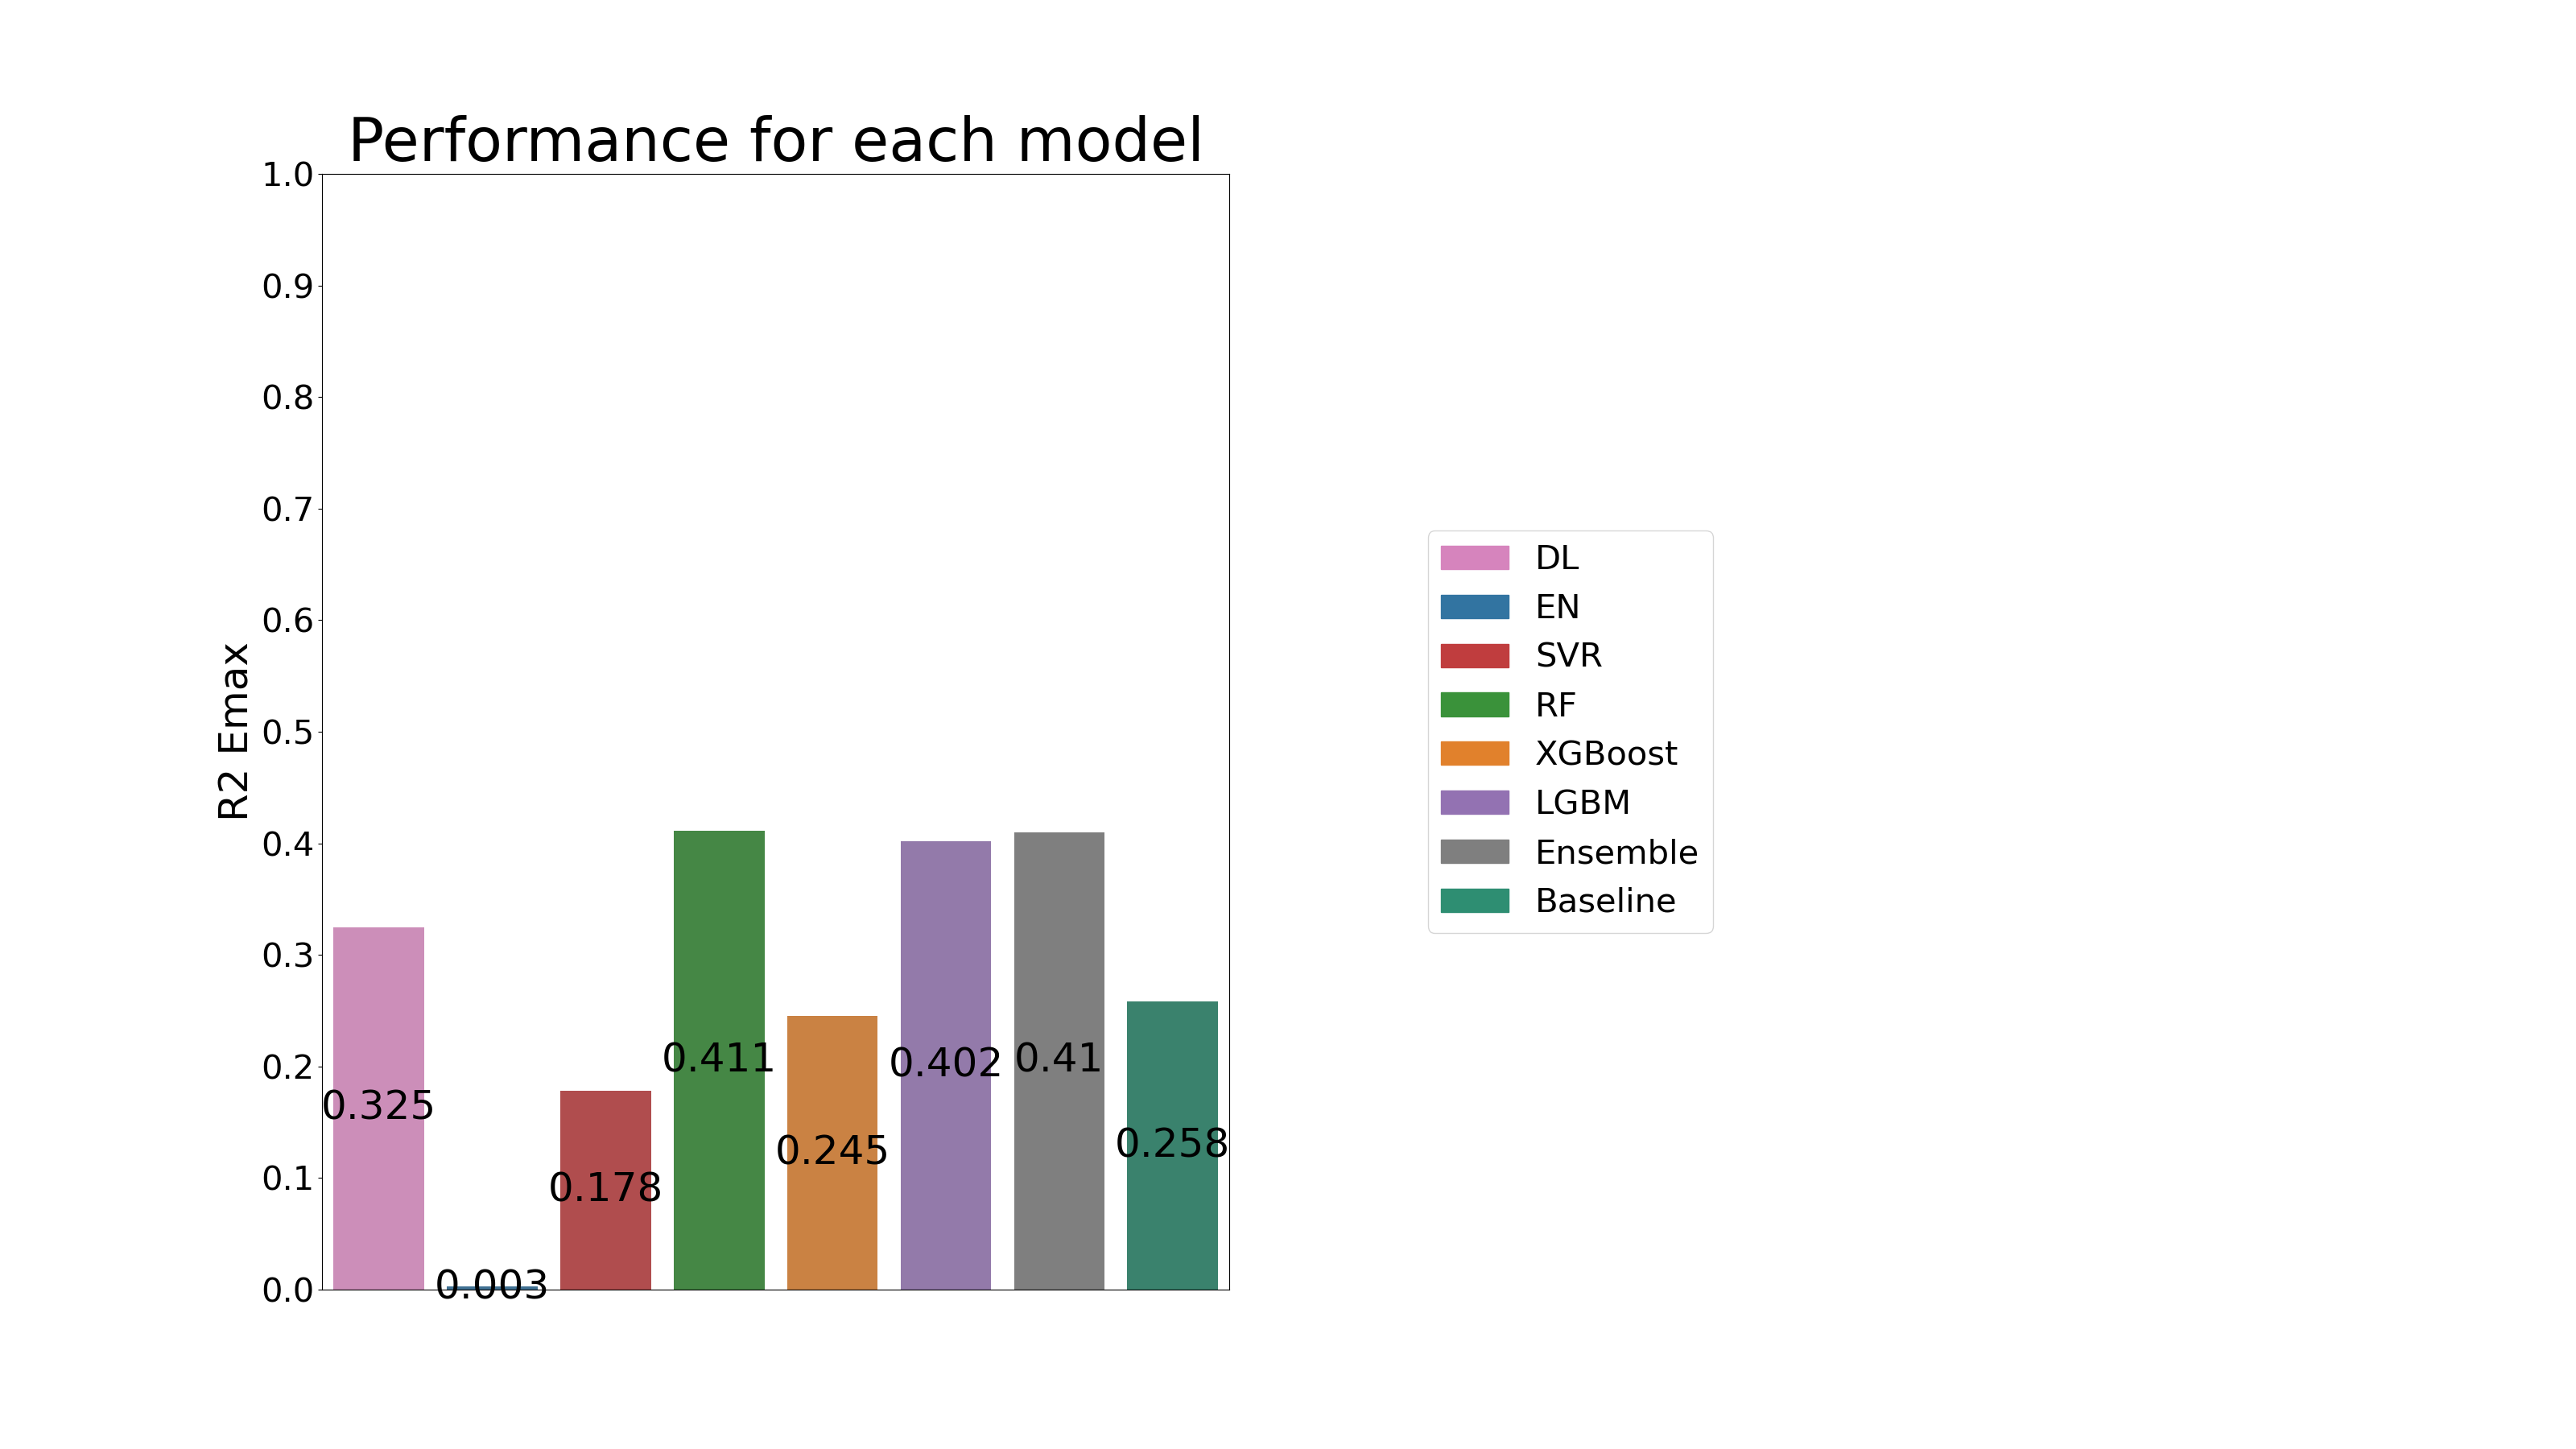 Performance for each model
1.0
0.9
0.8
0.7
0.6
0.5
0.4
0.3
0.2
0.1
0.0
R2 Emax
0.325
0.003
0.178
0.411
0.245
0.402
0.41
0.258
DL
EN
SVR
RF
XGBoost
LGBM
Ensemble
Baseline